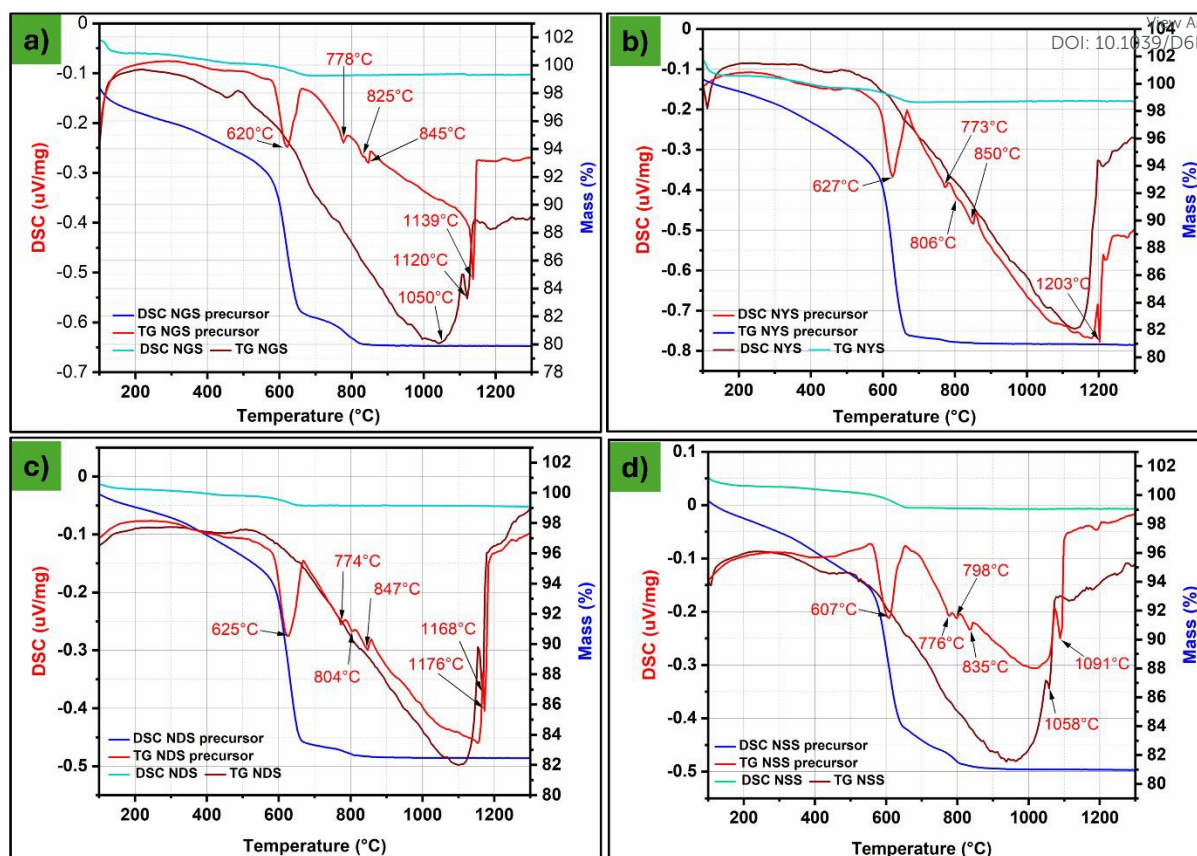 View A
DOI: 10.1039/D6
a)
DSC (uV/mg)
-0
-0.1
-0.2
-0.3
-0.4
-0.5
-0.6
-0.7
102
100
98
96
94
92
90
88
86
84
82
80
78
Mass (%)
778°C
825°C
845°C
620°C
1139°C
1120°C
1050°C
DSC NGS precursor
TG NGS precursor
DSC NGS TG NGS
200 400 600 800 1000 1200
Temperature (°C)
b)
DSC (uV/mg)
-0
-0.1
-0.2
-0.3
-0.4
-0.5
-0.6
-0.7
-0.8
102
100
98
96
94
92
90
88
86
84
82
80
Mass (%)
773°C
850°C
627°C
806°C
1203°C
DSC NYS precursor
TG NYS precursor
DSC NYS TG NYS
200 400 600 800 1000 1200
Temperature (°C)
c)
DSC (uV/mg)
0
-0.1
-0.2
-0.3
-0.4
-0.5
102
100
98
96
94
92
90
88
86
84
82
80
Mass (%)
774°C
847°C
625°C
804°C
1168°C
1176°C
DSC NDS precursor
TG NDS precursor
DSC NDS TG NDS
200 400 600 800 1000 1200
Temperature (°C)
d)
DSC (uV/mg)
0.1
0
-0.1
-0.2
-0.3
-0.4
-0.5
102
100
98
96
94
92
90
88
86
84
82
80
Mass (%)
798°C
607°C
776°C
835°C
1091°C
1058°C
DSC NSS precursor
TG NSS precursor
DSC NSS TG NSS
200 400 600 800 1000 1200
Temperature (°C)